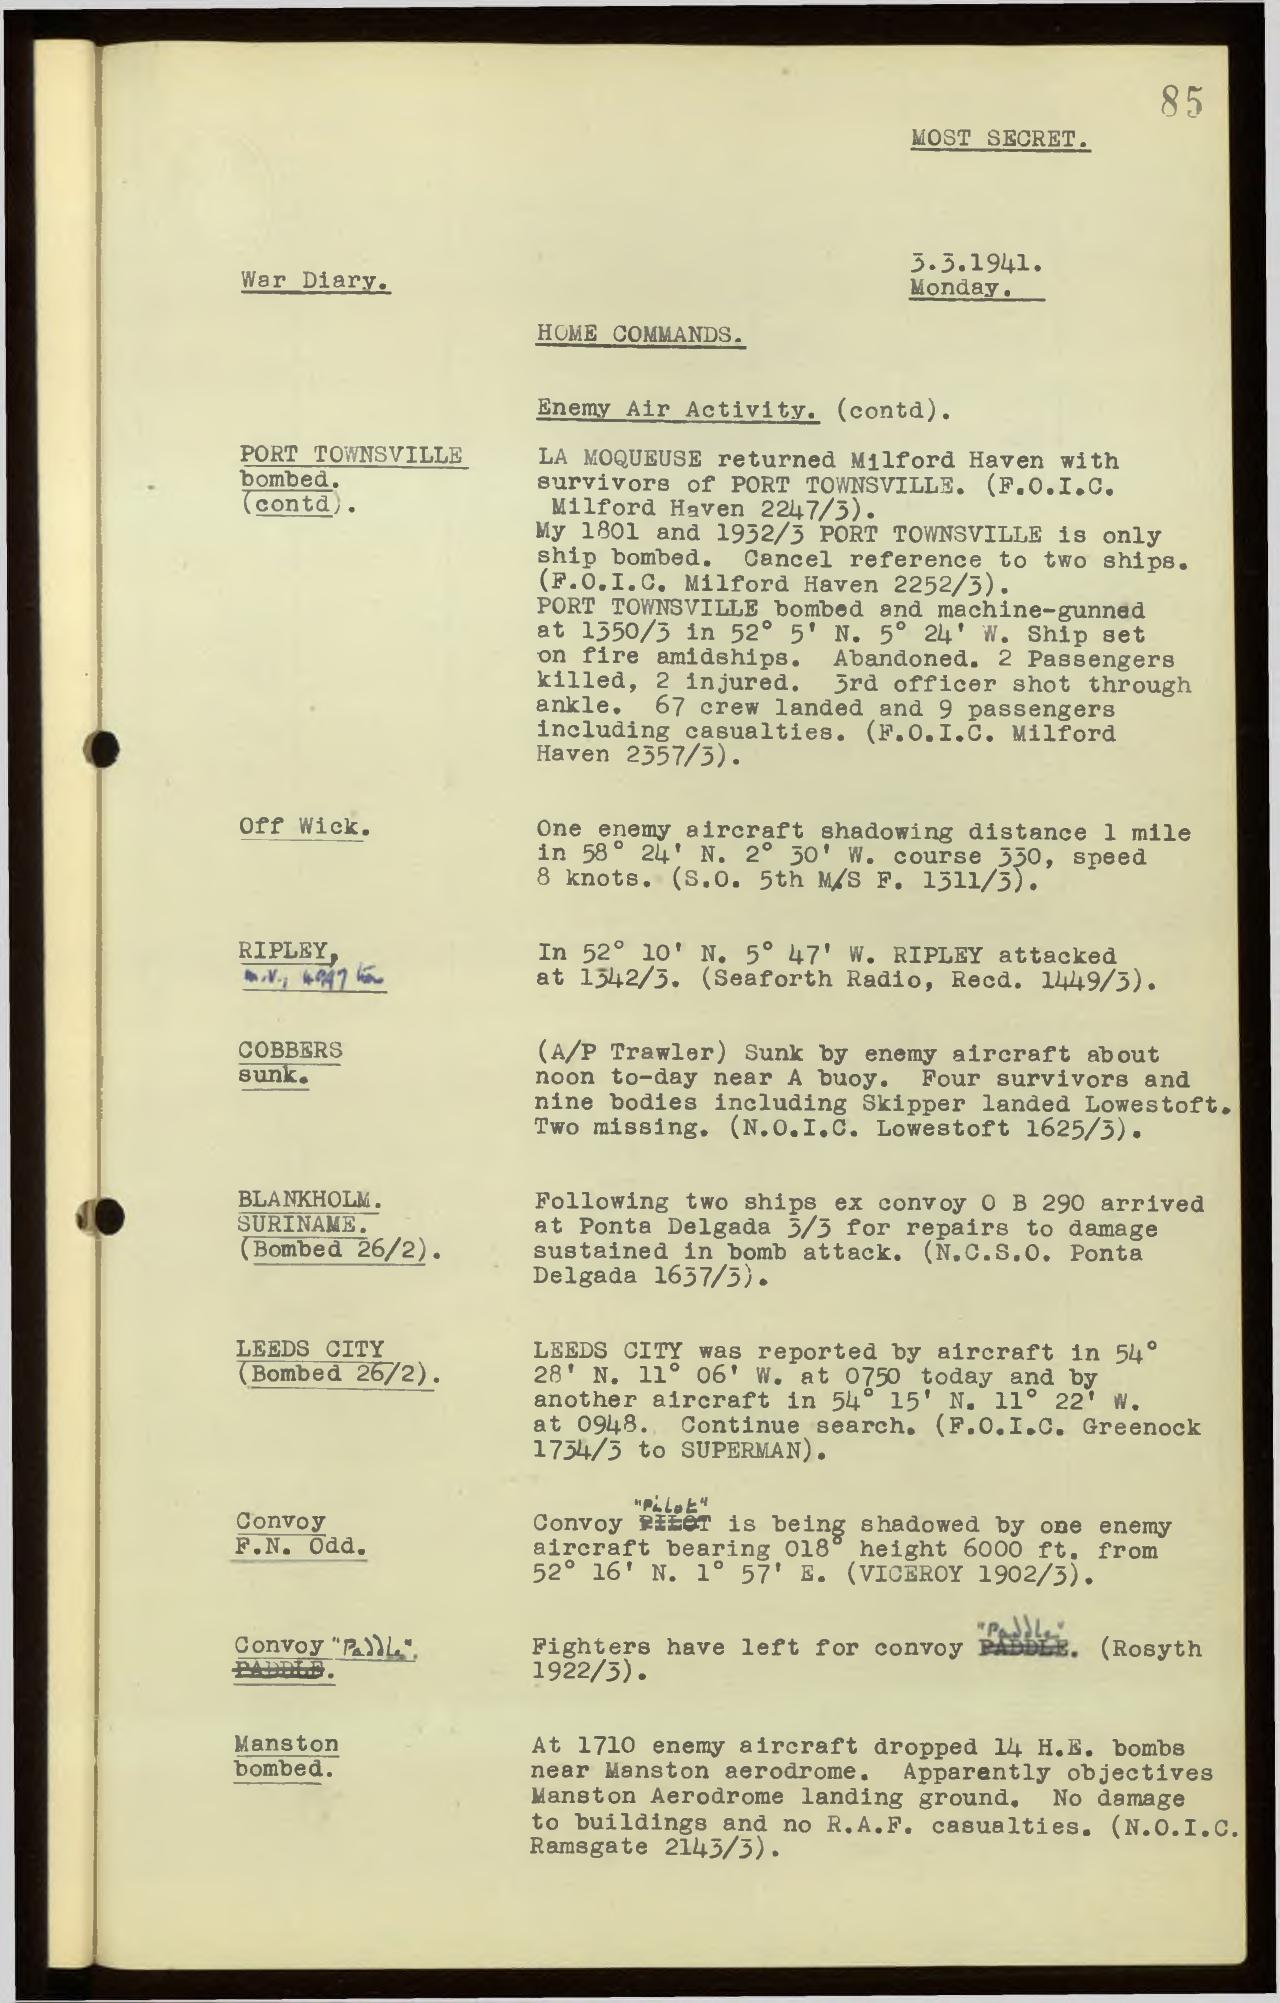 85
MOST SECRET.
War Diary.
3.3.1941.
Monday.
HOME COMMANDS.
Enemy Air Activity. (contd).
PORT TOWNSVILLE
bombed.
(contd).
LA MOQUEUSE returned Milford Haven with
survivors of PORT TOWNSVILLE. (F.O.I.C.
Milford Haven 2247/3).
My 1801 and 1932/3 PORT TOWNSVILLE is only
ship bombed. Cancel reference to two ships.
(F.O.I.C. Milford Haven 2252/3).
PORT TOWNSVILLE bombed and machine-gunned
at 1350/3 in 52° 5' N. 5° 24' W. Ship set
on fire amidships. Abandoned. 2 Passengers
killed, 2 injured. 3rd officer shot through
ankle. 67 crew landed and 9 passengers
including casualties. (F.O.I.C. Milford
Haven 2357/3).
Off Wick.
One enemy aircraft shadowing distance 1 mile
in 58° 24' N. 2° 30' W. course 330, speed
8 knots. (S.O. 5th M/S F. 1311/3).
RIPLEY,
m.v., 4997 tons
In 52° 10' N. 5° 47' W. RIPLEY attacked
at 1342/3. (Seaforth Radio, Recd. 1449/3).
COBBERS
sunk.
(A/P Trawler) Sunk by enemy aircraft about
noon to-day near A buoy. Four survivors and
nine bodies including Skipper landed Lowestoft.
Two missing. (N.O.I.C. Lowestoft 1625/3).
BLANKHOLM.
SURINAME.
(Bombed 26/2).
Following two ships ex convoy O B 290 arrived
at Ponta Delgada 3/3 for repairs to damage
sustained in bomb attack. (N.C.S.O. Ponta
Delgada 1637/3).
LEEDS CITY
(Bombed 26/2).
LEEDS CITY was reported by aircraft in 54°
28' N. 11° 06' W. at 0750 today and by
another aircraft in 54° 15' N. 11° 22' W.
at 0948. Continue search. (F.O.I.C. Greenock
1734/3 to SUPERMAN).
Convoy
F.N. Odd.
"Pilot"
Convoy PILOT is being shadowed by one enemy
aircraft bearing 018° height 6000 ft. from
52° 16' N. 1° 57' E. (VICEROY 1902/3).
Convoy "Paddle".
PADDLE.
"Paddle"
Fighters have left for convoy PADDLE. (Rosyth
1922/3).
Manston
bombed.
At 1710 enemy aircraft dropped 14 H.E. bombs
near Manston aerodrome. Apparently objectives
Manston Aerodrome landing ground. No damage
to buildings and no R.A.F. casualties. (N.O.I.C.
Ramsgate 2143/3).